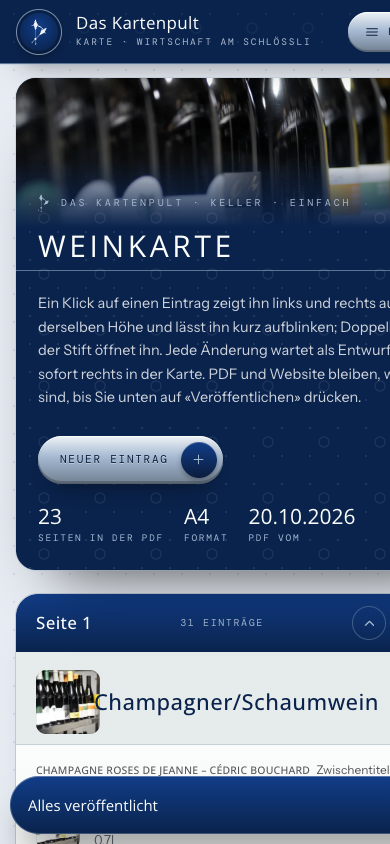 Das Kartenpult
KARTE · WIRTSCHAFT AM SCHLÖSSLI
DAS KARTENPULT · KELLER · EINFACH
WEINKARTE
Ein Klick auf einen Eintrag zeigt ihn links und rechts
derselben Höhe und lässt ihn kurz aufblinken;
der Stift öffnet ihn. Jede Änderung wartet als
sofort rechts in der Karte. PDF und Website bleiben,
sind, bis Sie unten auf «Veröffentlichen» drücken.
NEUER EINTRAG
23 A4 20.10.2026
SEITEN IN DER PDF FORMAT PDF VOM
Seite 1 31 EINTRÄGE
Champagner/Schaumwein
CHAMPAGNE ROSES DE JEANNE – CÉDRIC BOUCHARD Zwischentitel
Alles veröffentlicht